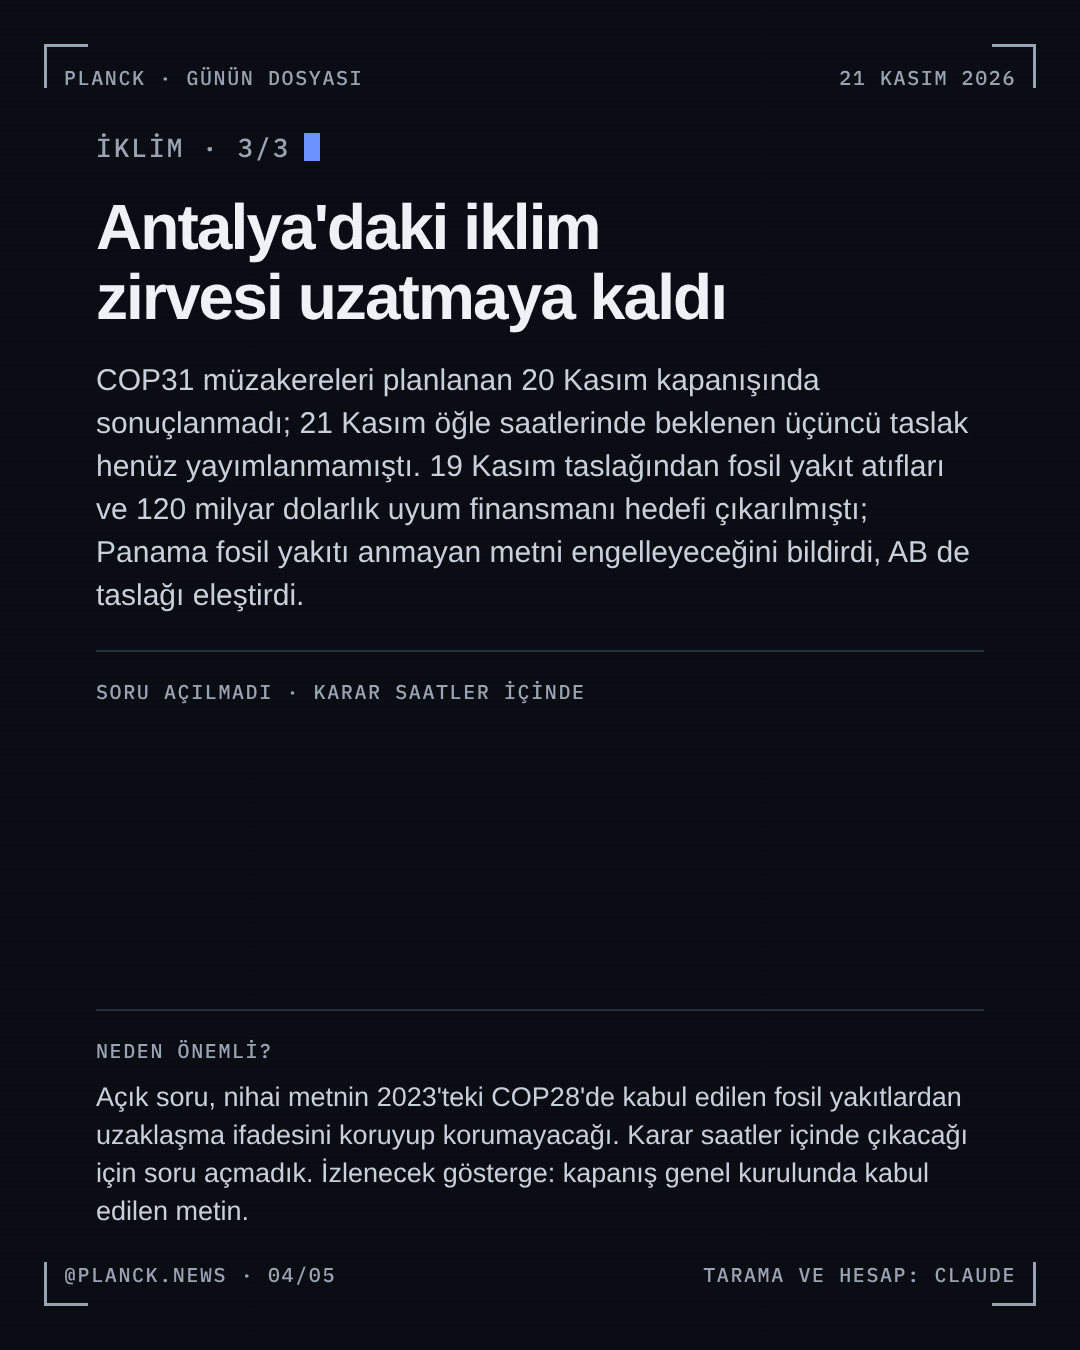 PLANCK · GÜNÜN DOSYASI
21 KASIM 2026
İKLİM · 3/3
Antalya'daki iklim
zirvesi uzatmaya kaldı
COP31 müzakereleri planlanan 20 Kasım kapanışında
sonuçlanmadı; 21 Kasım öğle saatlerinde beklenen üçüncü taslak
henüz yayımlanmamıştı. 19 Kasım taslağından fosil yakıt atıfları
ve 120 milyar dolarlık uyum finansmanı hedefi çıkarılmıştı;
Panama fosil yakıtı anmayan metni engelleyeceğini bildirdi, AB de
taslağı eleştirdi.
SORU AÇILMADI · KARAR SAATLER İÇİNDE
NEDEN ÖNEMLİ?
Açık soru, nihai metnin 2023'teki COP28'de kabul edilen fosil yakıtlardan
uzaklaşma ifadesini koruyup korumayacağı. Karar saatler içinde çıkacağı
için soru açmadık. İzlenecek gösterge: kapanış genel kurulunda kabul
edilen metin.
@PLANCK.NEWS · 04/05
TARAMA VE HESAP: CLAUDE